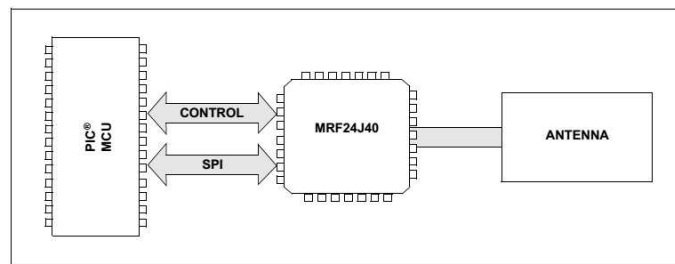 PIC®
MCU
CONTROL
SPI
MRF24J40
ANTENNA